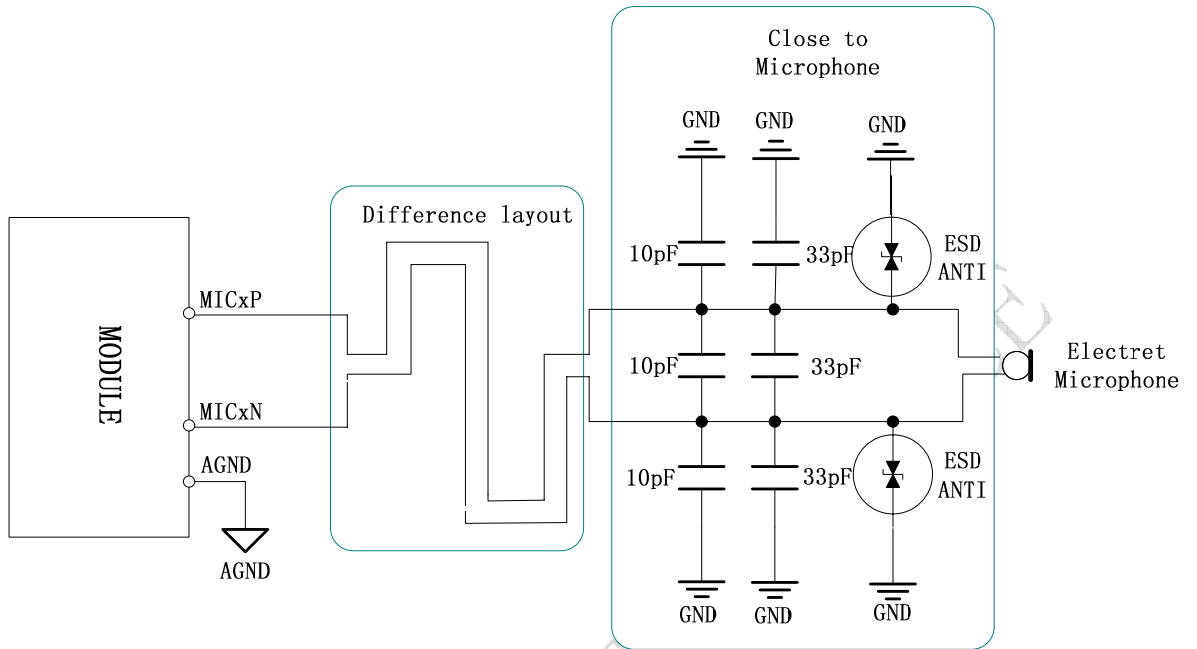 Close to
Microphone
GND
GND
GND
Difference layout
10pF
33pF
ESD
ANTI
MICxP
MODULE
10pF
33pF
Electret
Microphone
MICxN
AGND
10pF
33pF
ESD
ANTI
AGND
GND
GND
GND